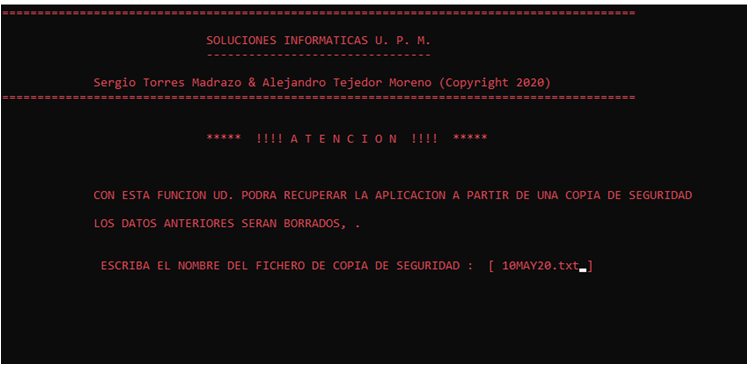 ==========================================================================================
SOLUCIONES INFORMATICAS U. P. M.
--------------------------------
Sergio Torres Madrazo & Alejandro Tejedor Moreno (Copyright 2020)
==========================================================================================
***** !!!! A T E N C I O N !!!! *****
CON ESTA FUNCION UD. PODRA RECUPERAR LA APLICACION A PARTIR DE UNA COPIA DE SEGURIDAD
LOS DATOS ANTERIORES SERAN BORRADOS, .
ESCRIBA EL NOMBRE DEL FICHERO DE COPIA DE SEGURIDAD : [ 10MAY20.txt_]